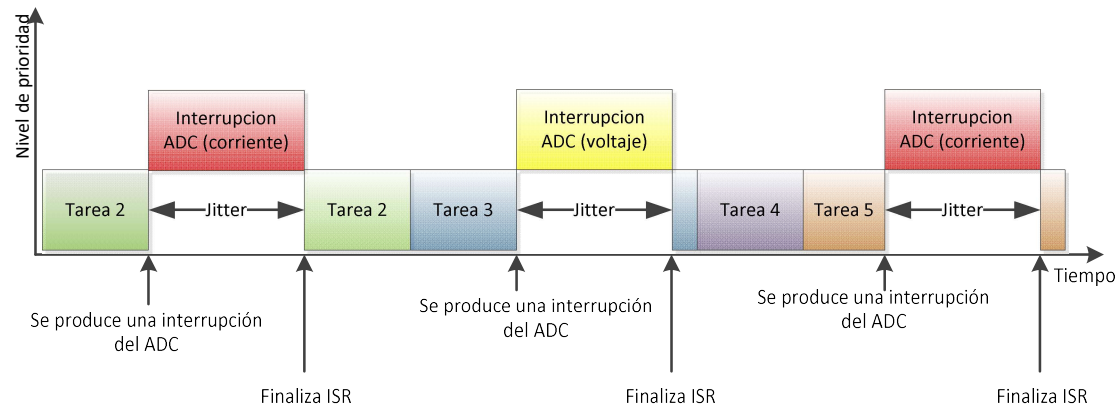 Nivel de prioridad
Interrupcion
ADC (corriente)
Interrupcion
ADC (voltaje)
Interrupcion
ADC (corriente)
Tarea 2
Jitter
Tarea 2
Tarea 3
Jitter
Tarea 4
Tarea 5
Jitter
Tiempo
Se produce una interrupción
del ADC
Se produce una interrupción
del ADC
Se produce una interrupción
del ADC
Finaliza ISR
Finaliza ISR
Finaliza ISR